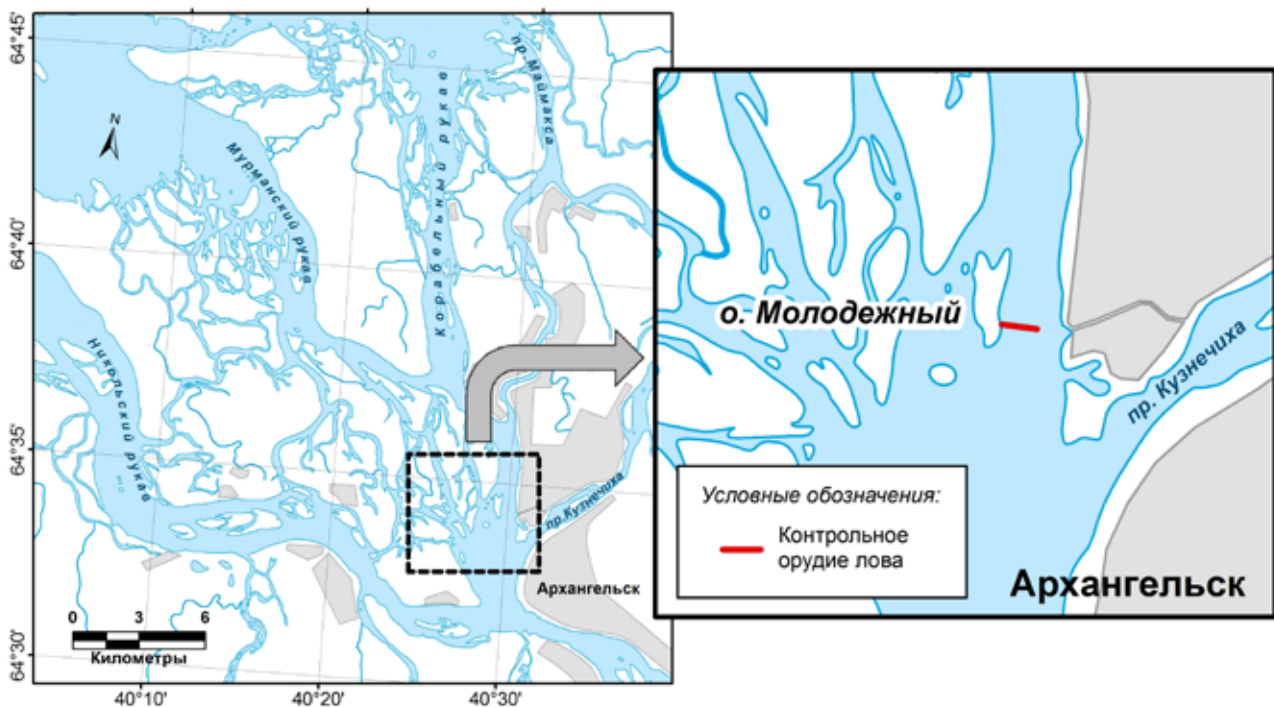 64°45'
64°40'
64°35'
64°30'
40°10'
40°20'
40°30'
N
пр. Маймакса
Корабельный рукав
Мурманский рукав
Никольский рукав
пр.Кузнечиха
Архангельск
0 3 6
Километры
о. Молодежный
пр. Кузнечиха
Условные обозначения:
Контрольное
орудие лова
Архангельск